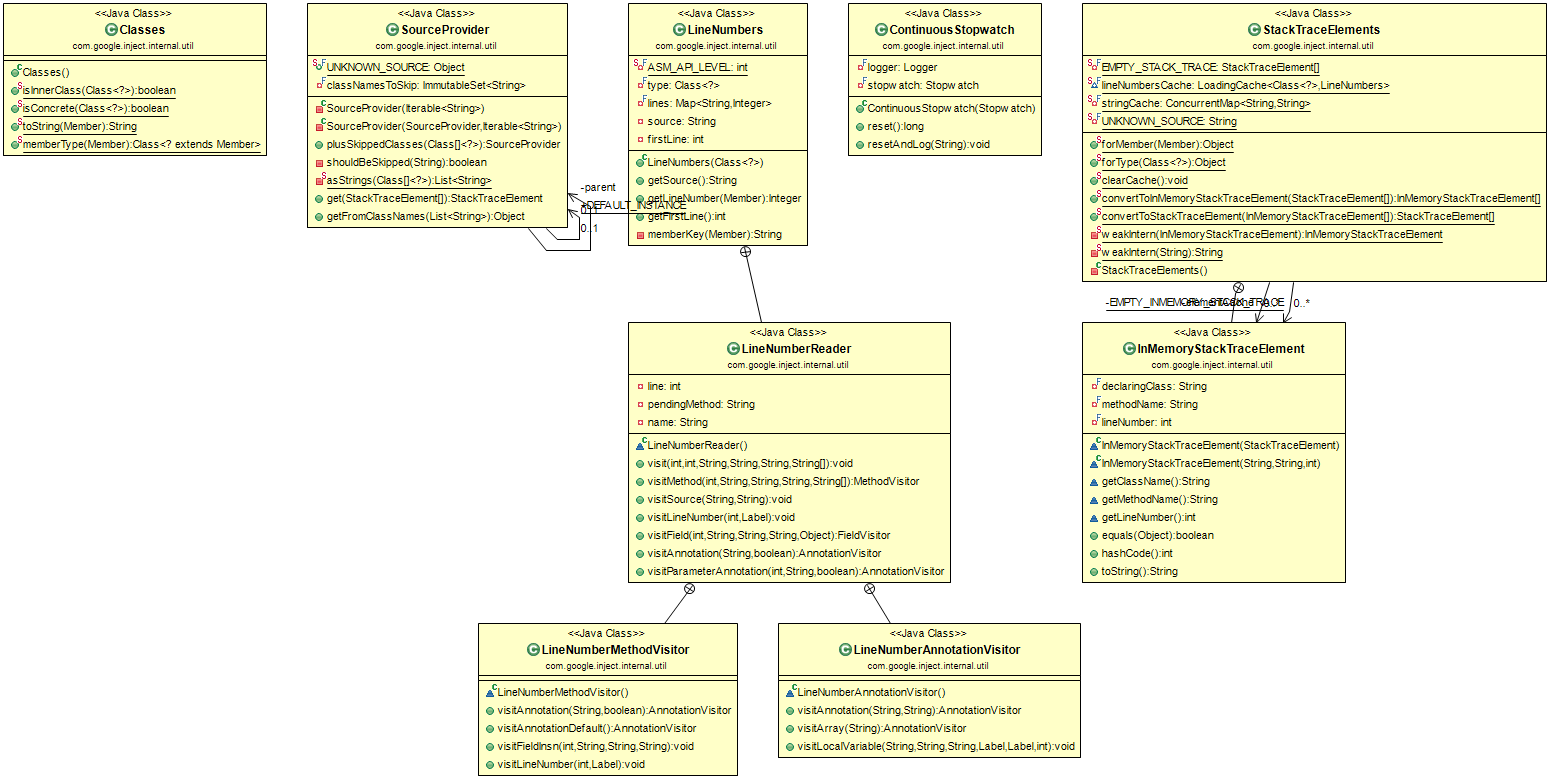 <<Java Class>>
Classes
com.google.inject.internal.util
Classes()
isInnerClass(Class<?>):boolean
isConcrete(Class<?>):boolean
toString(Member):String
memberType(Member):Class<? extends Member>
<<Java Class>>
SourceProvider
com.google.inject.internal.util
UNKNOWN_SOURCE: Object
classNamesToSkip: ImmutableSet<String>
SourceProvider(Iterable<String>)
SourceProvider(SourceProvider,Iterable<String>)
plusSkippedClasses(Class[]<?>):SourceProvider
shouldBeSkipped(String):boolean
asStrings(Class[]<?>):List<String>
get(StackTraceElement[]):StackTraceElement
getFromClassNames(List<String>):Object
-parent
0..1
+DEFAULT_INSTANCE
0..1
<<Java Class>>
LineNumbers
com.google.inject.internal.util
ASM_API_LEVEL: int
type: Class<?>
lines: Map<String,Integer>
source: String
firstLine: int
LineNumbers(Class<?>)
getSource():String
getLineNumber(Member):Integer
getFirstLine():int
memberKey(Member):String
<<Java Class>>
ContinuousStopwatch
com.google.inject.internal.util
logger: Logger
stopwatch: Stopwatch
ContinuousStopwatch(Stopwatch)
reset():long
resetAndLog(String):void
<<Java Class>>
StackTraceElements
com.google.inject.internal.util
EMPTY_STACK_TRACE: StackTraceElement[]
lineNumbersCache: LoadingCache<Class<?>,LineNumbers>
stringCache: ConcurrentMap<String,String>
UNKNOWN_SOURCE: String
forMember(Member):Object
forType(Class<?>):Object
clearCache():void
convertToInMemoryStackTraceElement(StackTraceElement[]):InMemoryStackTraceElement[]
convertToStackTraceElement(InMemoryStackTraceElement[]):StackTraceElement[]
weakIntern(InMemoryStackTraceElement):InMemoryStackTraceElement
weakIntern(String):String
StackTraceElements()
-EMPTY_INMEMORY_STACK_TRACE
0..*
<<Java Class>>
LineNumberReader
com.google.inject.internal.util
line: int
pendingMethod: String
name: String
LineNumberReader()
visit(int,int,String,String,String,String[]):void
visitMethod(int,String,String,String,String[]):MethodVisitor
visitSource(String,String):void
visitLineNumber(int,Label):void
visitField(int,String,String,String,Object):FieldVisitor
visitAnnotation(String,boolean):AnnotationVisitor
visitParameterAnnotation(int,String,boolean):AnnotationVisitor
<<Java Class>>
InMemoryStackTraceElement
com.google.inject.internal.util
declaringClass: String
methodName: String
lineNumber: int
InMemoryStackTraceElement(StackTraceElement)
InMemoryStackTraceElement(String,String,int)
getClassName():String
getMethodName():String
getLineNumber():int
equals(Object):boolean
hashCode():int
toString():String
<<Java Class>>
LineNumberMethodVisitor
com.google.inject.internal.util
LineNumberMethodVisitor()
visitAnnotation(String,boolean):AnnotationVisitor
visitAnnotationDefault():AnnotationVisitor
visitFieldInsn(int,String,String,String):void
visitLineNumber(int,Label):void
<<Java Class>>
LineNumberAnnotationVisitor
com.google.inject.internal.util
LineNumberAnnotationVisitor()
visitAnnotation(String,String):AnnotationVisitor
visitArray(String):AnnotationVisitor
visitLocalVariable(String,String,String,Label,Label,int):void